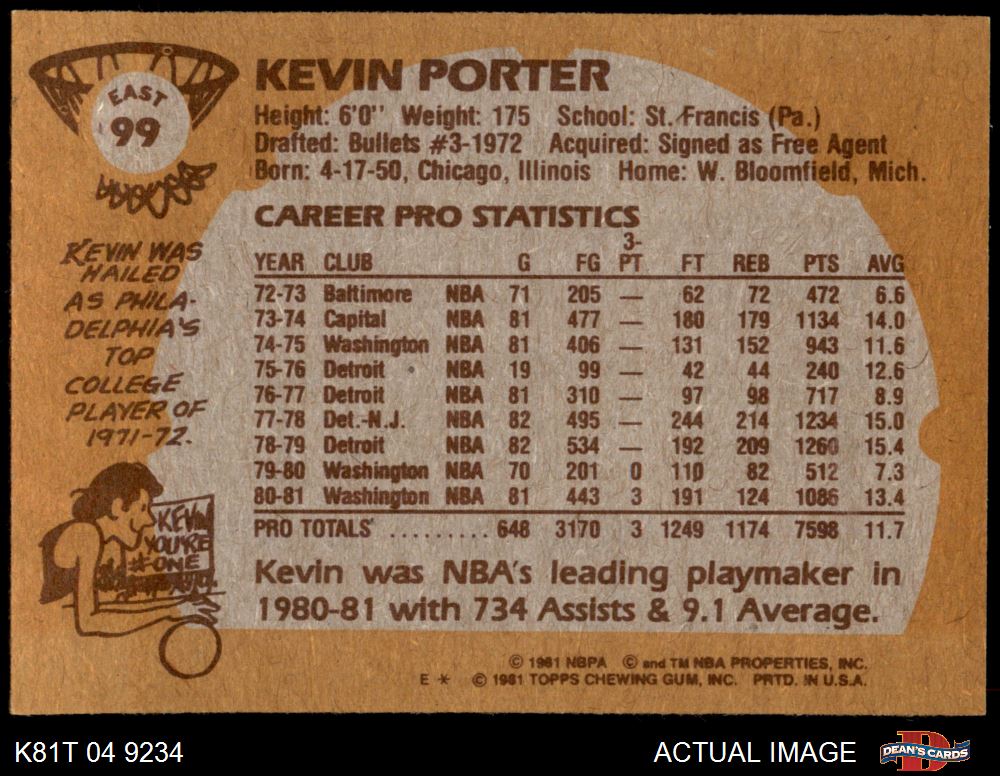 EAST
99
KEVIN PORTER
Height: 6'0" Weight: 175 School: St. Francis (Pa.)
Drafted: Bullets #3-1972 Acquired: Signed as Free Agent
Born: 4-17-50, Chicago, Illinois Home: W. Bloomfield, Mich.
KEVIN WAS
HAILED
AS PHILA-
DELPHIA'S
TOP
COLLEGE
PLAYER OF
1971-72.
KEVIN
YOU'RE
#ONE
CAREER PRO STATISTICS
YEAR CLUB G FG 3-PT FT REB PTS AVG
72-73 Baltimore NBA 71 205 — 62 72 472 6.6
73-74 Capital NBA 81 477 — 180 179 1134 14.0
74-75 Washington NBA 81 406 — 131 152 943 11.6
75-76 Detroit NBA 19 99 — 42 44 240 12.6
76-77 Detroit NBA 81 310 — 97 98 717 8.9
77-78 Det.-N.J. NBA 82 495 — 244 214 1234 15.0
78-79 Detroit NBA 82 534 — 192 209 1260 15.4
79-80 Washington NBA 70 201 0 110 82 512 7.3
80-81 Washington NBA 81 443 3 191 124 1086 13.4
PRO TOTALS ......... 648 3170 3 1249 1174 7598 11.7
Kevin was NBA's leading playmaker in
1980-81 with 734 Assists & 9.1 Average.
© 1981 NBPA © and TM NBA PROPERTIES, INC.
E * © 1981 TOPPS CHEWING GUM, INC. PRTD. IN U.S.A.
K81T 04 9234
ACTUAL IMAGE
DEAN'S CARDS